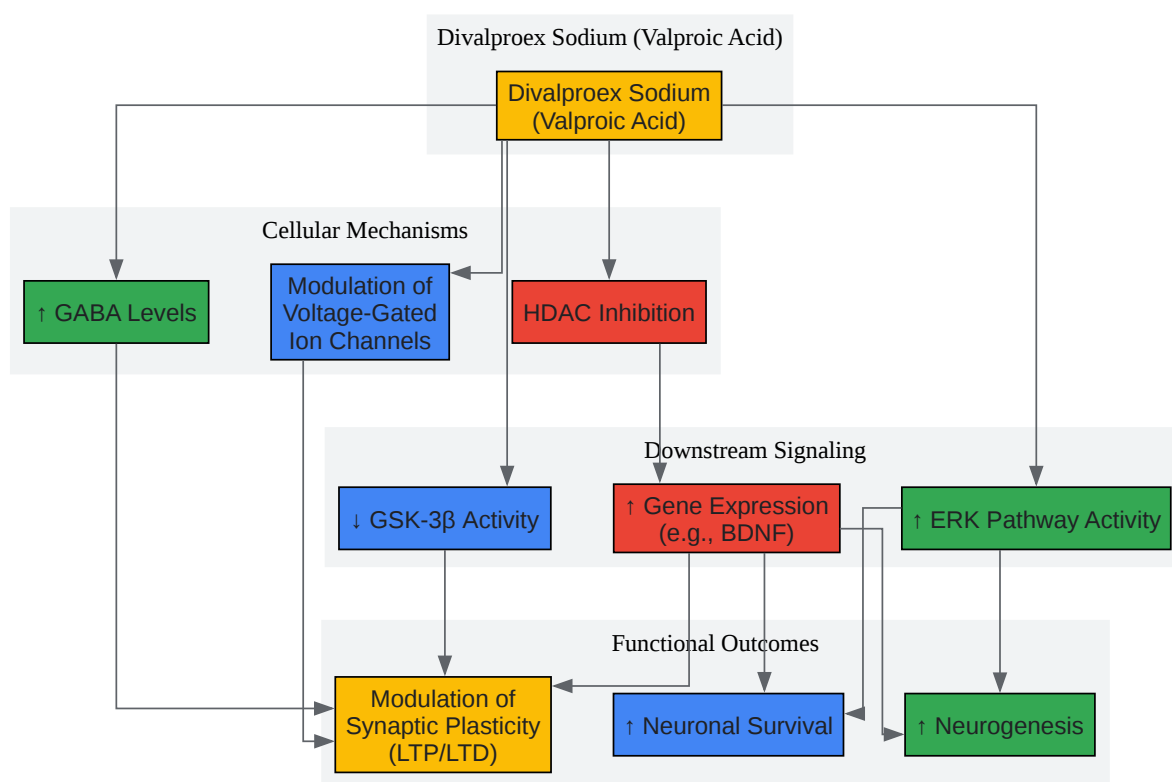 Divalproex Sodium (Valproic Acid)
Divalproex Sodium
(Valproic Acid)
Cellular Mechanisms
↑ GABA Levels
Modulation of
Voltage-Gated
Ion Channels
HDAC Inhibition
Downstream Signaling
↓ GSK-3β Activity
↑ Gene Expression
(e.g., BDNF)
↑ ERK Pathway Activity
Functional Outcomes
Modulation of
Synaptic Plasticity
(LTP/LTD)
↑ Neuronal Survival
↑ Neurogenesis